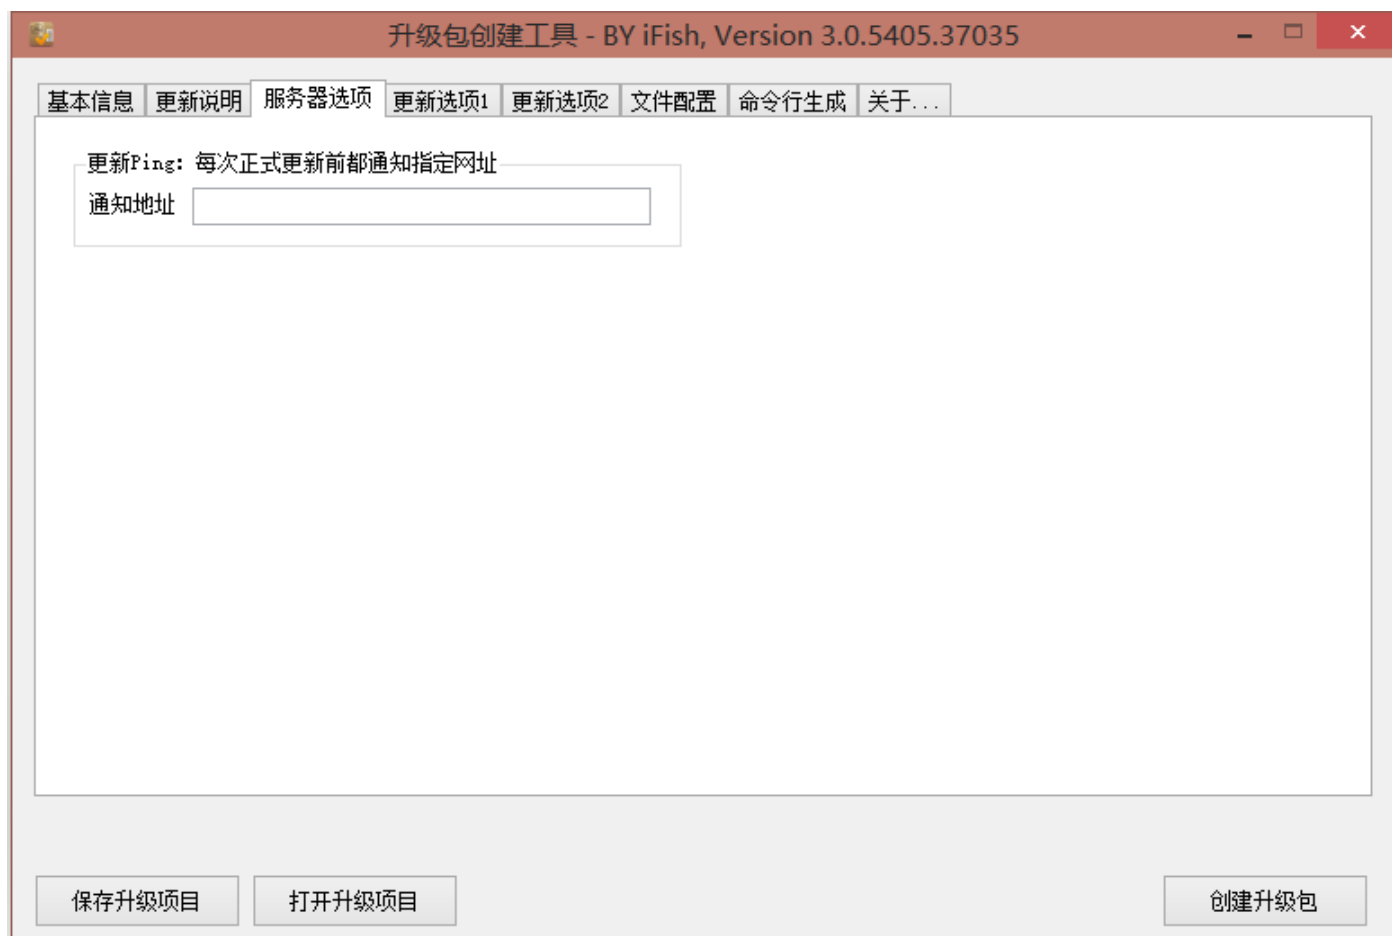 升级包创建工具 - BY iFish, Version 3.0.5405.37035
基本信息 更新说明 服务器选项 更新选项1 更新选项2 文件配置 命令行生成 关于...
更新Ping: 每次正式更新前都通知指定网址
通知地址
保存升级项目 打开升级项目 创建升级包